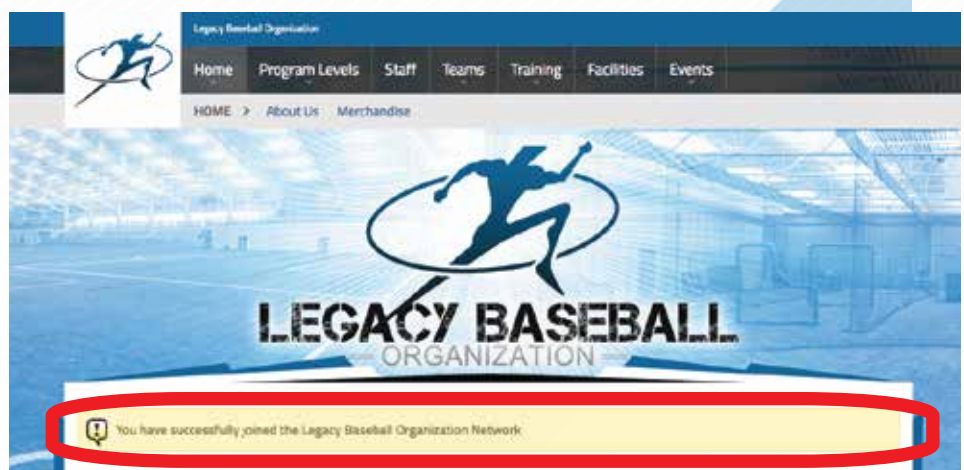 Legacy Baseball Organization
Home Program Levels Staff Teams Training Facilities Events
HOME > About Us Merchandise
LEGACY BASEBALL
ORGANIZATION
You have successfully joined the Legacy Baseball Organization Network